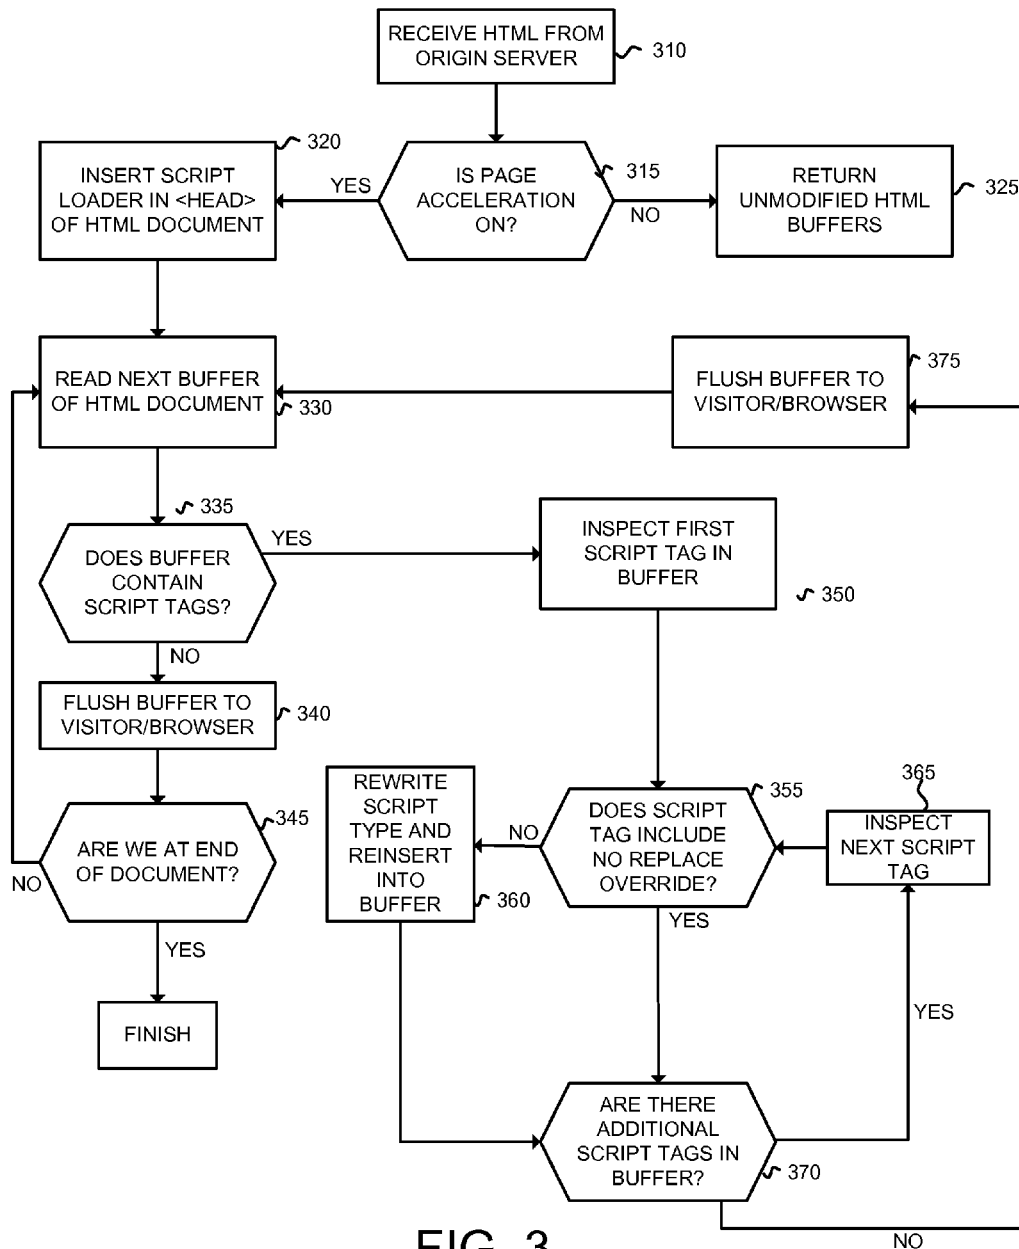 RECEIVE HTML FROM
ORIGIN SERVER
310
320
INSERT SCRIPT
LOADER IN <HEAD>
OF HTML DOCUMENT
YES
IS PAGE
ACCELERATION
ON?
315
NO
RETURN
UNMODIFIED HTML
BUFFERS
325
READ NEXT BUFFER
OF HTML DOCUMENT
330
FLUSH BUFFER TO
VISITOR/BROWSER
375
335
DOES BUFFER
CONTAIN
SCRIPT TAGS?
YES
NO
INSPECT FIRST
SCRIPT TAG IN
BUFFER
350
FLUSH BUFFER TO
VISITOR/BROWSER
340
ARE WE AT END
OF DOCUMENT?
345
NO
YES
FINISH
REWRITE
SCRIPT
TYPE AND
REINSERT
INTO
BUFFER
360
NO
DOES SCRIPT
TAG INCLUDE
NO REPLACE
OVERRIDE?
355
YES
365
INSPECT
NEXT SCRIPT
TAG
YES
ARE THERE
ADDITIONAL
SCRIPT TAGS IN
BUFFER?
370
NO
FIG. 3